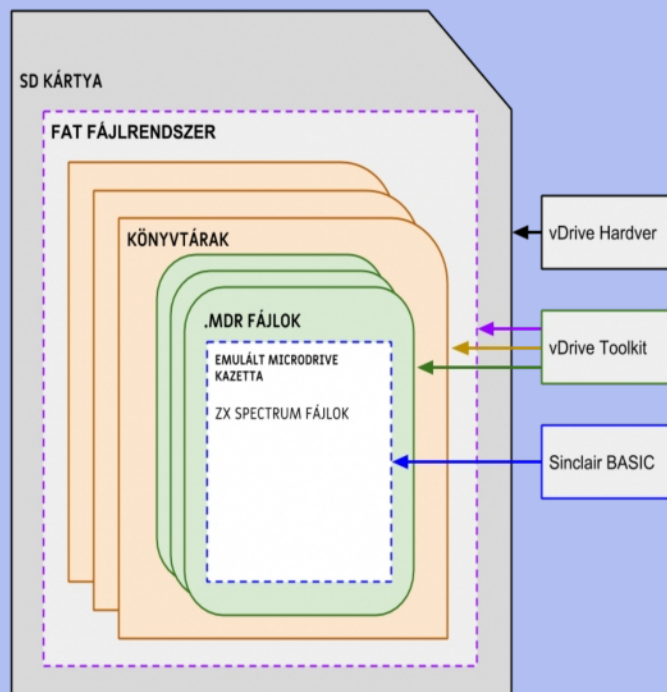 SD KÁRTYA
FAT FÁJLRENDSZER
KÖNYVTÁRAK
.MDR FÁJLOK
EMULÁLT MICRODRIVE
KAZETTA
ZX SPECTRUM FÁJLOK
vDrive Hardver
vDrive Toolkit
Sinclair BASIC